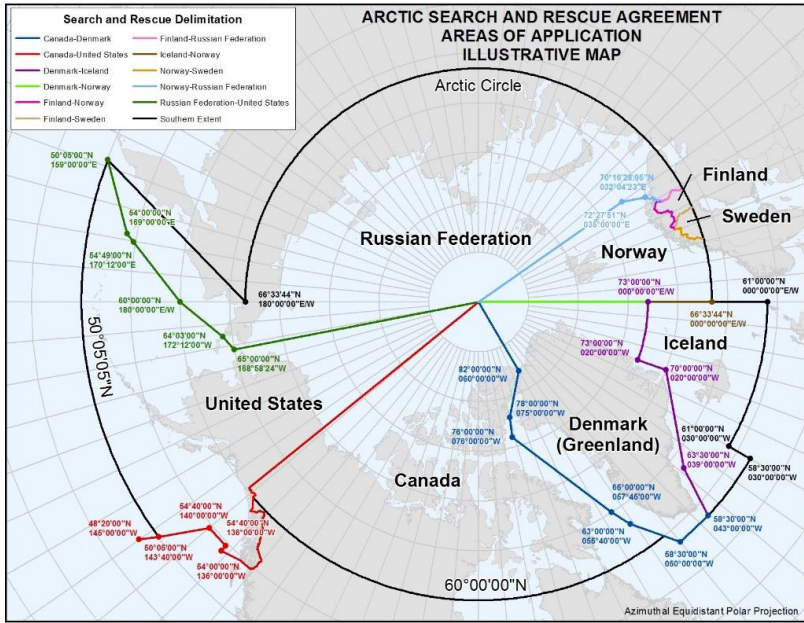 ARCTIC SEARCH AND RESCUE AGREEMENT
AREAS OF APPLICATION
ILLUSTRATIVE MAP
Search and Rescue Delimitation
Canada-Denmark
Canada-United States
Denmark-Iceland
Denmark-Norway
Finland-Norway
Finland-Sweden
Finland-Russian Federation
Iceland-Norway
Norway-Sweden
Norway-Russian Federation
Russian Federation-United States
Southern Extent
Arctic Circle
50°05'00"N
159°00'00"E
54°00'00"N
169°00'00"E
54°49'00"N
170°12'00"E
60°00'00"N
180°00'00"E/W
64°03'00"N
172°12'00"W
65°00'00"N
168°58'24"W
66°33'44"N
180°00'00"E/W
70°16'28.95"N
032°04'23"E
72°27'51"N
035°00'00"E
Finland
Sweden
Russian Federation
Norway
73°00'00"N
000°00'00"E/W
61°00'00"N
000°00'00"E/W
66°33'44"N
000°00'00"E/W
73°00'00"N
020°00'00"W
Iceland
70°00'00"N
020°00'00"W
50°05'05"N
United States
82°00'00"N
060°00'00"W
78°00'00"N
075°00'00"W
76°00'00"N
076°00'00"W
Denmark
(Greenland)
61°00'00"N
030°00'00"W
63°30'00"N
039°00'00"W
58°30'00"N
030°00'00"W
Canada
65°00'00"N
057°45'00"W
63°00'00"N
055°40'00"W
58°30'00"N
043°00'00"W
58°30'00"N
050°00'00"W
54°40'00"N
140°00'00"W
54°40'00"N
136°00'00"W
48°20'00"N
145°00'00"W
50°05'00"N
143°40'00"W
54°00'00"N
136°00'00"W
60°00'00"N
Azimuthal Equidistant Polar Projection